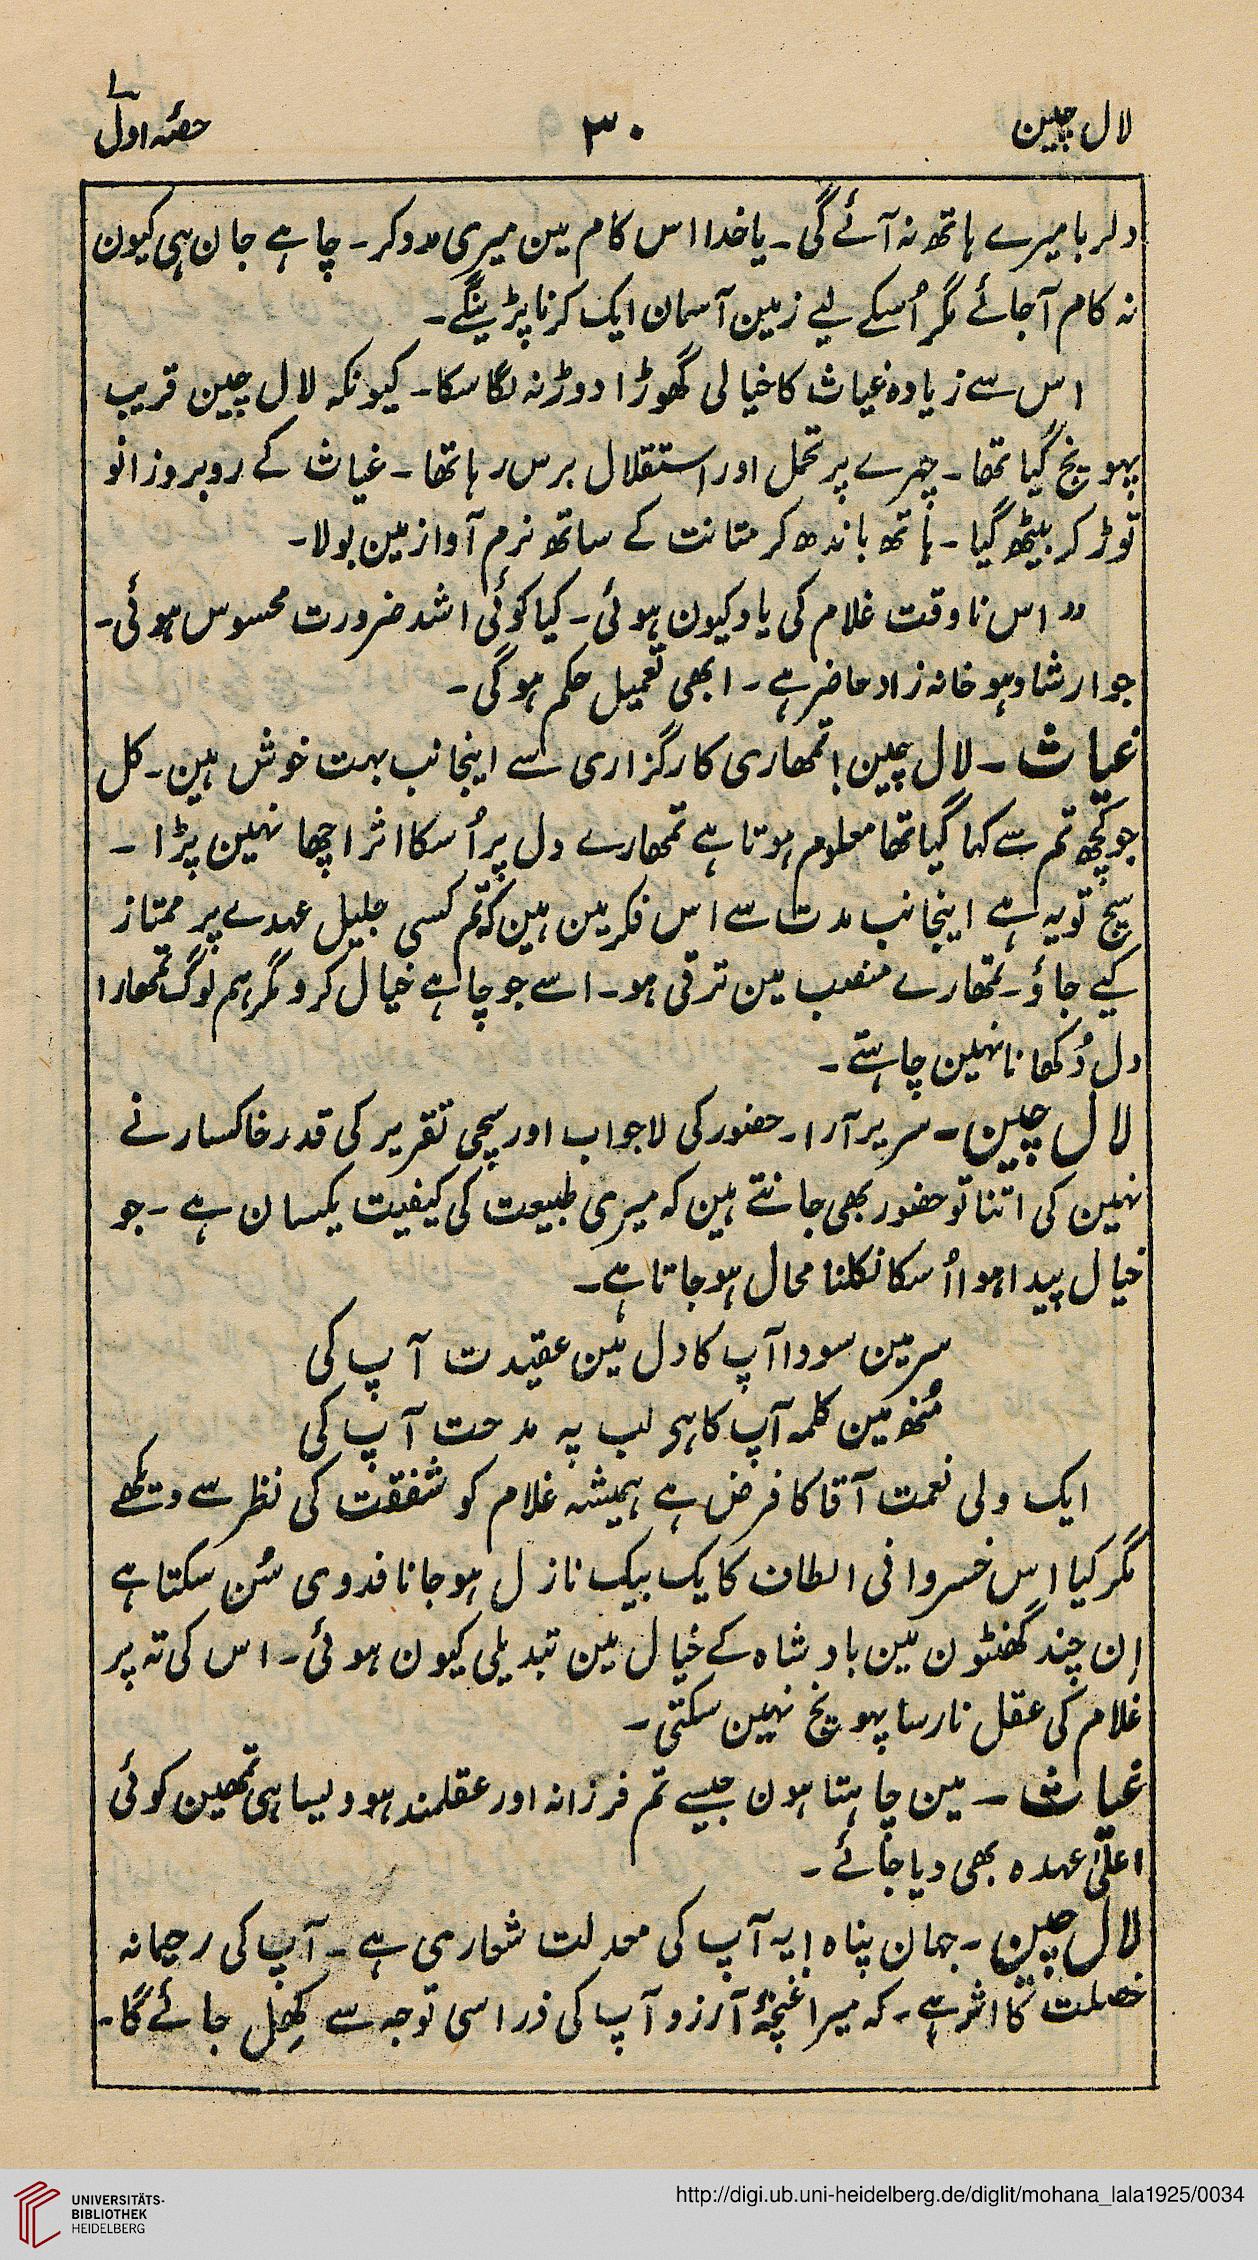 لال چین
۳۰
حصّہ اول
دلربا میرے ہاتھ نہ آئے گی۔ یا خدا اس کام مین میری مدد کر۔ چاہے جان ہی کیون
نہ کام آجائے مگر اُسکے لیے زمین آسمان ایک کرنا پڑینگے۔
اس سے زیادہ غیاث کا خیالی گھوڑا دوڑ نہ لگا سکا۔ کیونکہ لال چین قریب
پہونچ گیا تھا۔ چہرے پر تحمل اور استقلال برس رہا تھا۔ غیاث کے روبرو زانو
توڑ کر بیٹھ گیا۔ ہاتھ باندھ کر متانت کے ساتھ نرم آواز مین بولا۔
"اس ناوقت غلام کی یاد کیون ہوئی۔ کیا کوئی اشد ضرورت محسوس ہوئی۔
جو ارشاد ہو خانہ زاد حاضر ہے۔ ابھی تعمیل حکم ہوگی۔
غیاث۔ لال چین! تمھاری کارگزاری سے اینجانب بہت خوش ہین۔ کل
جو کچھ تم سے کہا گیا تھا معلوم ہوتا ہے تمھارے دل پر اُسکا اثر اچھا نہین پڑا۔
سچ تو یہ ہے اینجانب مدت سے اس فکر مین ہین کہ تم کسی جلیل عہدے پر ممتاز
کیے جاؤ۔ تمھارے منصب مین ترقی ہو۔ اسے جو چاہے خیال کرو مگر ہم لوگ تمھارا
دل دُکھانا نہین چاہتے۔
لال چین۔ سریر آرا۔ حضور کی لاجواب اور سچی تقریر کی قدر خاکسار نے
نہین کی اتنا تو حضور بھی جانتے ہین کہ میری طبیعت کی کیفیت یکسان ہے۔ جو
خیال پیدا ہوا اُسکا نکلنا محال ہوجاتا ہے۔
سر مین سودا آپ کا دل مین عقیدت آپ کی
مُنھ مین کلمہ آپ کا ہر لب پہ مدحت آپ کی
ایک ولی نعمت آقا کا فرض ہے ہمیشہ غلام کو شفقت کی نظر سے دیکھے
مگر کیا اس خسروانی الطاف کا یک بیک نازل ہوجانا فدوی سُن سکتا ہے
اِن چند گھنٹون مین بادشاہ کے خیال مین تبدیلی کیون ہوئی۔ اس کی تہ پر
غلام کی عقل نارسا پہونچ نہین سکتی۔
غیاث۔ مین چاہتا ہون جیسے تم فرزانہ اور عقلمند ہو ویسا ہی تمھین کوئی
اعلیٰ عہدہ بھی دیا جائے۔
لال چین۔ جہان پناہ! یہ آپ کی معدلت شعاری ہے۔ آپ کی رحیمانہ
خصلت کا اثر ہے۔ کہ میرا غنچۂ آرزو آپ کی ذرا سی توجہ سے کھِل جائے گا۔
UNIVERSITÄTS-
BIBLIOTHEK
HEIDELBERG
http://digi.ub.uni-heidelberg.de/diglit/mohana_lala1925/0034